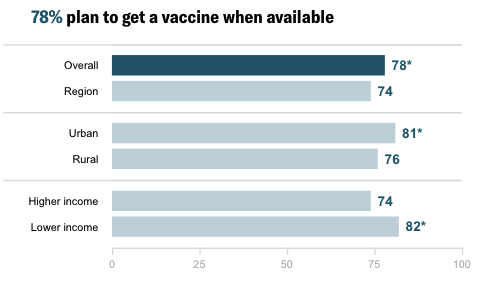 78% plan to get a vaccine when available
Overall 78*
Region 74
Urban 81*
Rural 76
Higher income 74
Lower income 82*
0 25 50 75 100